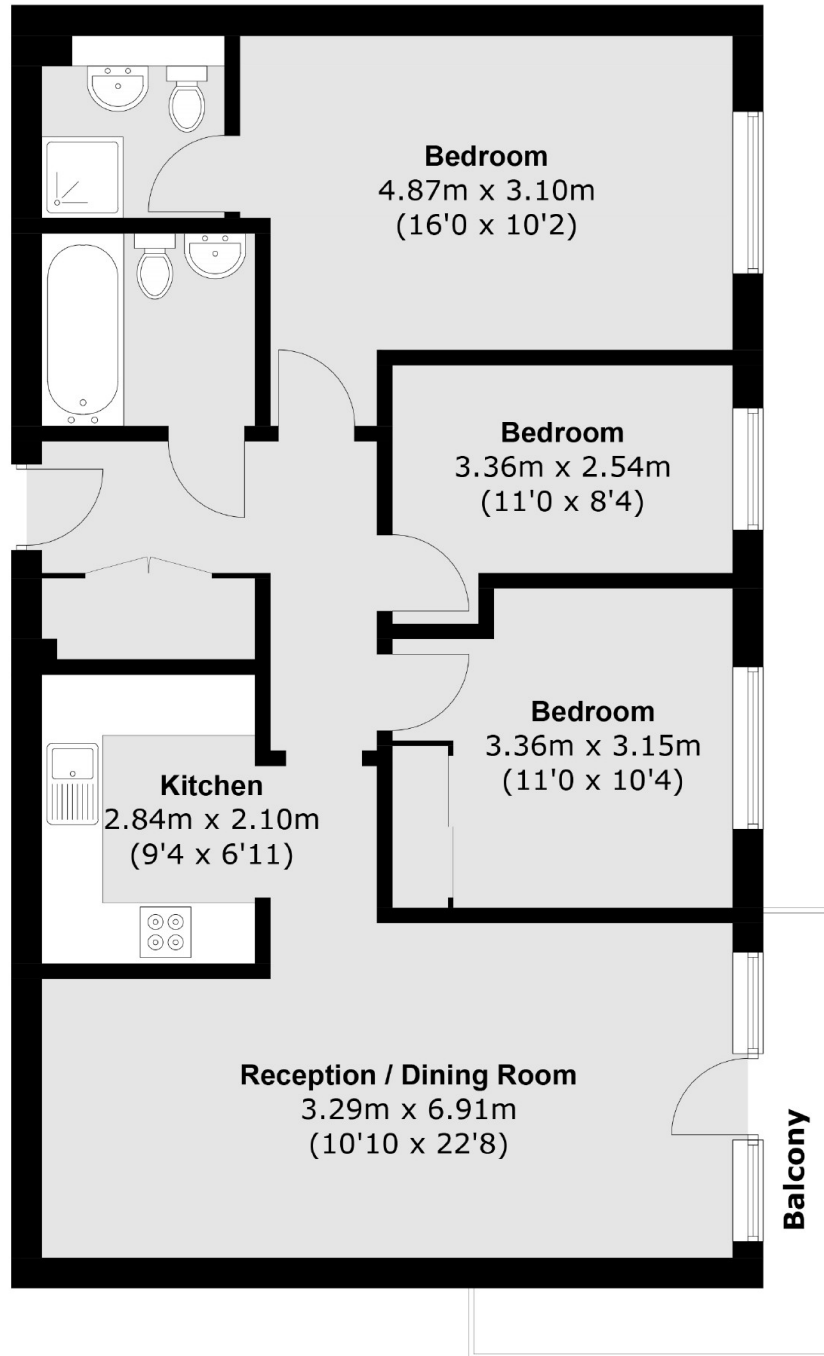 Bedroom
4.87m x 3.10m
(16'0 x 10'2)
Bedroom
3.36m x 2.54m
(11'0 x 8'4)
Bedroom
3.36m x 3.15m
(11'0 x 10'4)
Kitchen
2.84m x 2.10m
(9'4 x 6'11)
Reception / Dining Room
3.29m x 6.91m
(10'10 x 22'8)
Balcony